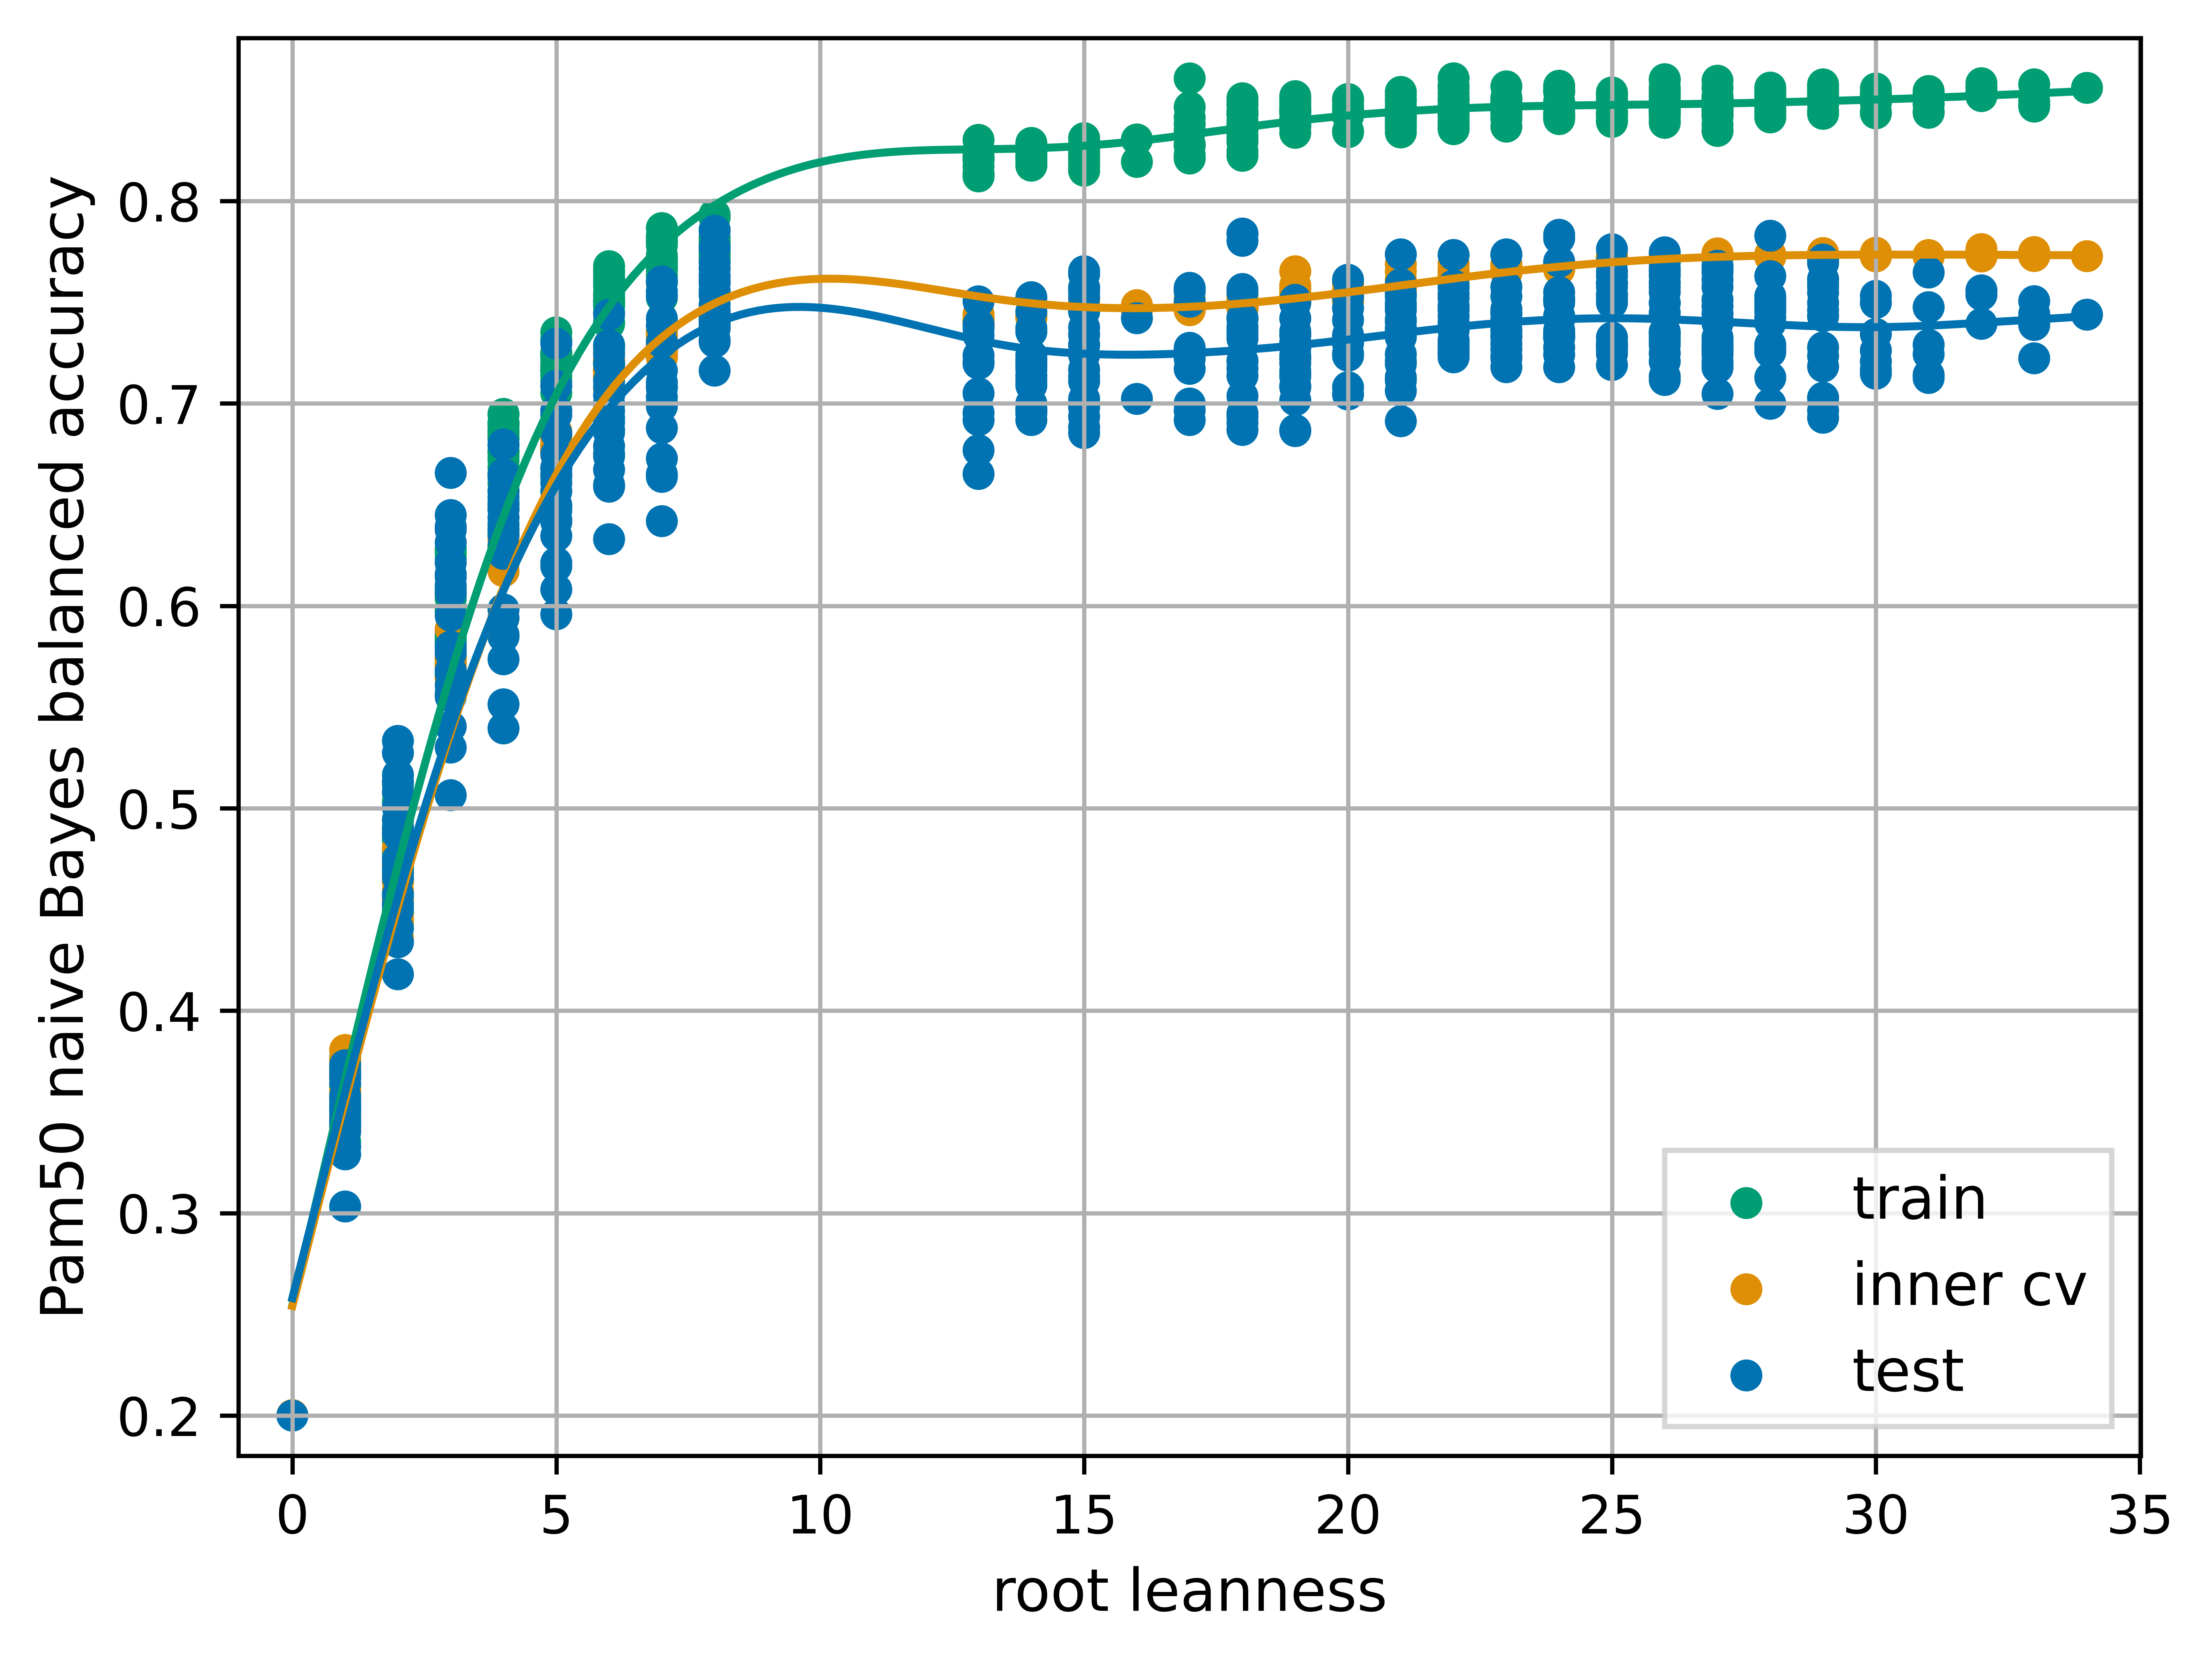 Pam50 naive Bayes balanced accuracy
0.8
0.7
0.6
0.5
0.4
0.3
0.2
0 5 10 15 20 25 30 35
root leanness
train
inner cv
test